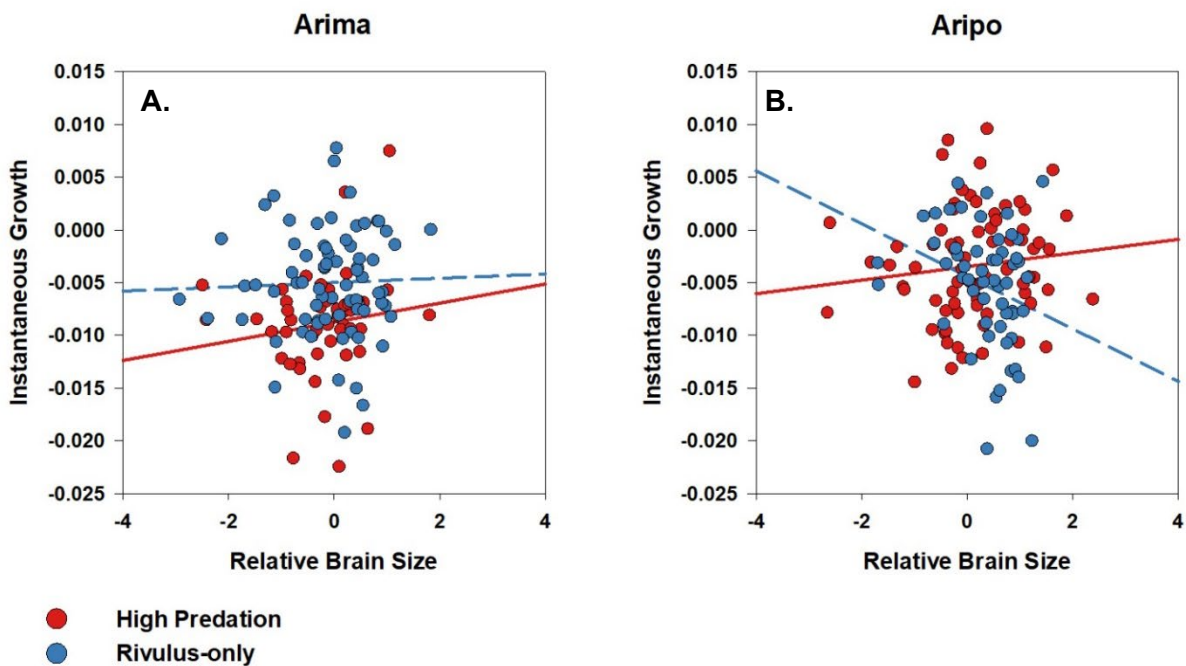 Arima
A.
0.015
0.010
0.005
0.000
-0.005
-0.010
-0.015
-0.020
-0.025
Instantaneous Growth
-4 -2 0 2 4
Relative Brain Size
Aripo
B.
0.015
0.010
0.005
0.000
-0.005
-0.010
-0.015
-0.020
-0.025
Instantaneous Growth
-4 -2 0 2 4
Relative Brain Size
High Predation
Rivulus-only